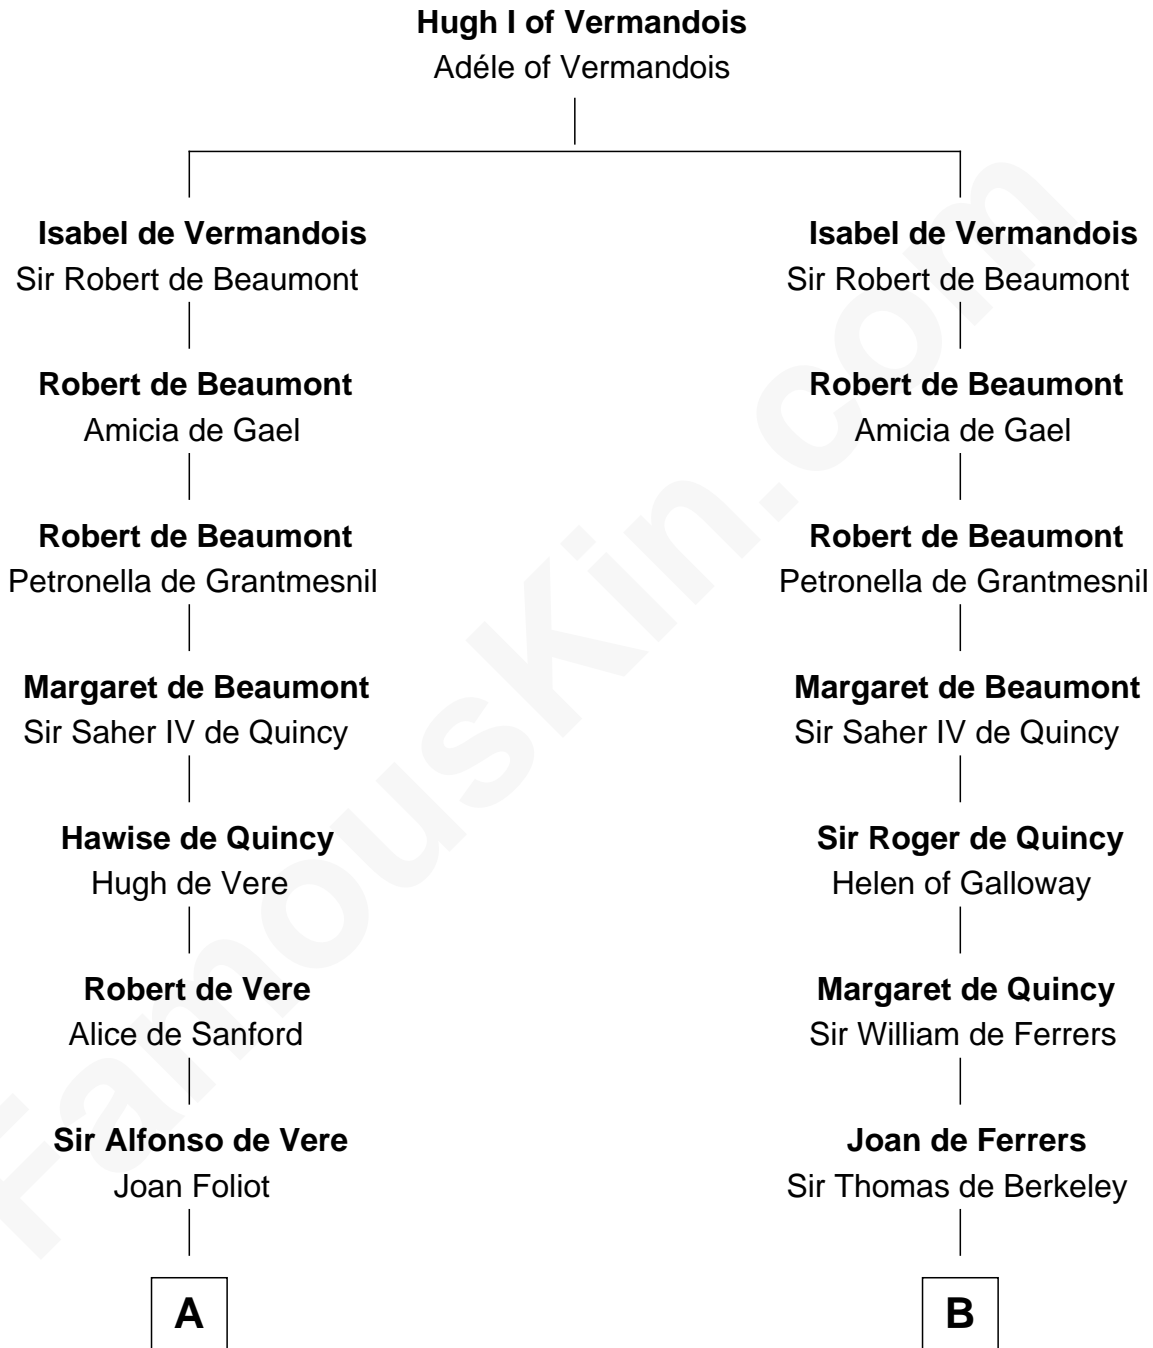 Hugh I of Vermandois
Adéle of Vermandois
Isabel de Vermandois
Sir Robert de Beaumont
Robert de Beaumont
Amicia de Gael
Robert de Beaumont
Petronella de Grantmesnil
Margaret de Beaumont
Sir Saher IV de Quincy
Hawise de Quincy
Hugh de Vere
Robert de Vere
Alice de Sanford
Sir Alfonso de Vere
Joan Foliot
A
Isabel de Vermandois
Sir Robert de Beaumont
Robert de Beaumont
Amicia de Gael
Robert de Beaumont
Petronella de Grantmesnil
Margaret de Beaumont
Sir Saher IV de Quincy
Sir Roger de Quincy
Helen of Galloway
Margaret de Quincy
Sir William de Ferrers
Joan de Ferrers
Sir Thomas de Berkeley
B
FamousKin.com